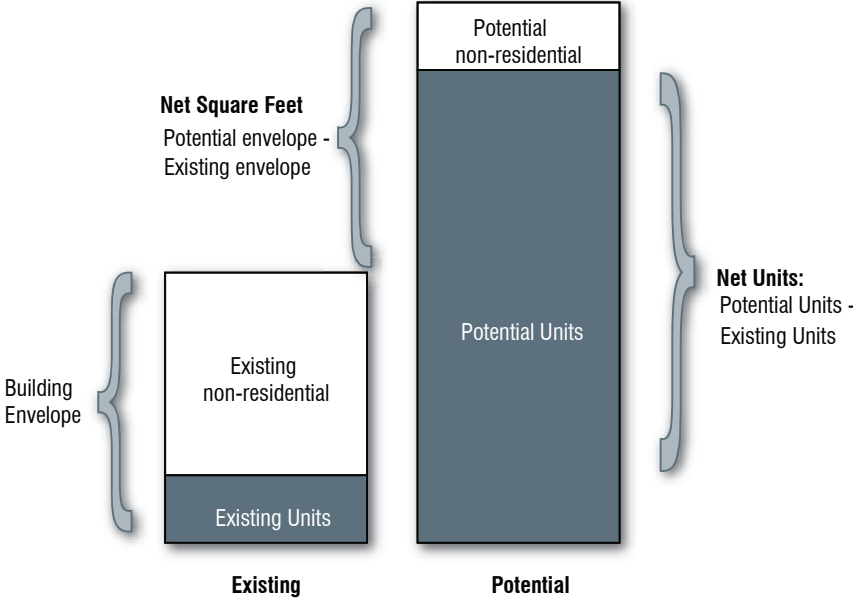 Potential
non-residential
Net Square Feet
Potential envelope -
Existing envelope
Net Units:
Potential Units -
Existing Units
Potential Units
Existing
non-residential
Building
Envelope
Existing Units
Existing
Potential